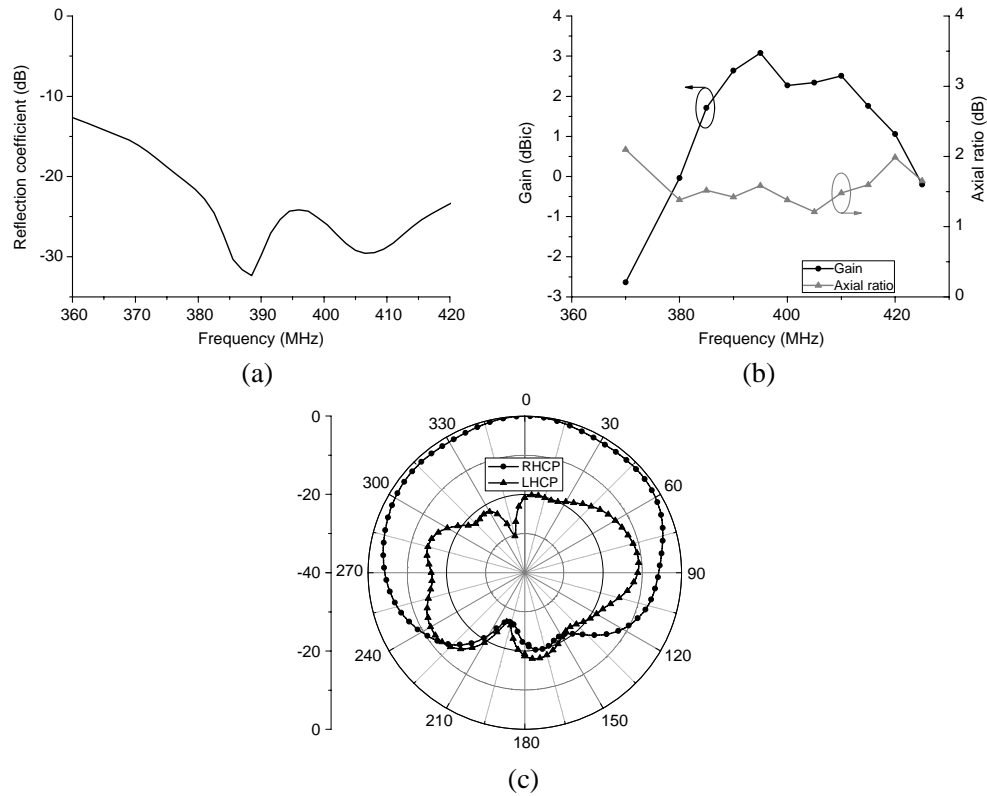 0
-10
-20
-30
Reflection coefficient (dB)
360 370 380 390 400 410 420
Frequency (MHz)
(a)
4
3
2
1
0
-1
-2
-3
Gain (dBic)
4
3
2
1
0
Axial ratio (dB)
Gain
Axial ratio
360 380 400 420
Frequency (MHz)
(b)
0
-10
-20
-30
-40
-20
0
0
30
60
90
120
150
180
210
240
270
300
330
RHCP
LHCP
(c)